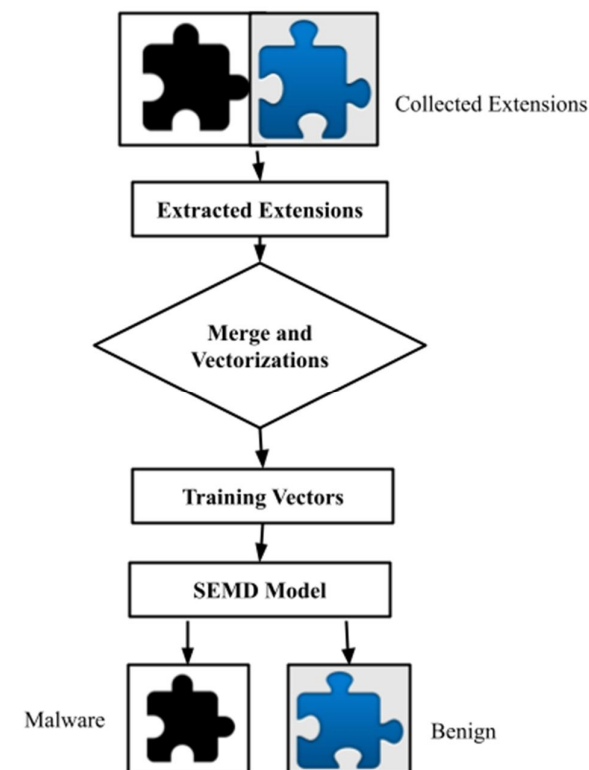 Collected Extensions
Extracted Extensions
Merge and
Vectorizations
Training Vectors
SEMD Model
Malware
Benign